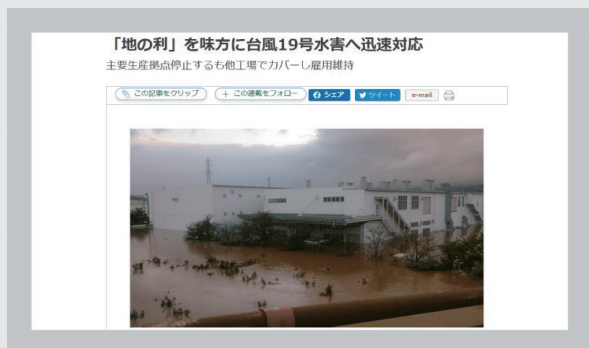 「地の利」を味方に台風19号水害へ迅速対応
主要生産拠点停止するも他工場でカバーし雇用維持
この記事をクリップ + この連載をフォロー シェア ツイート e-mail